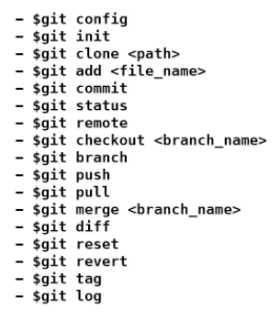 – $git config
– $git init
– $git clone <path>
– $git add <file_name>
– $git commit
– $git status
– $git remote
– $git checkout <branch_name>
– $git branch
– $git push
– $git pull
– $git merge <branch_name>
– $git diff
– $git reset
– $git revert
– $git tag
– $git log